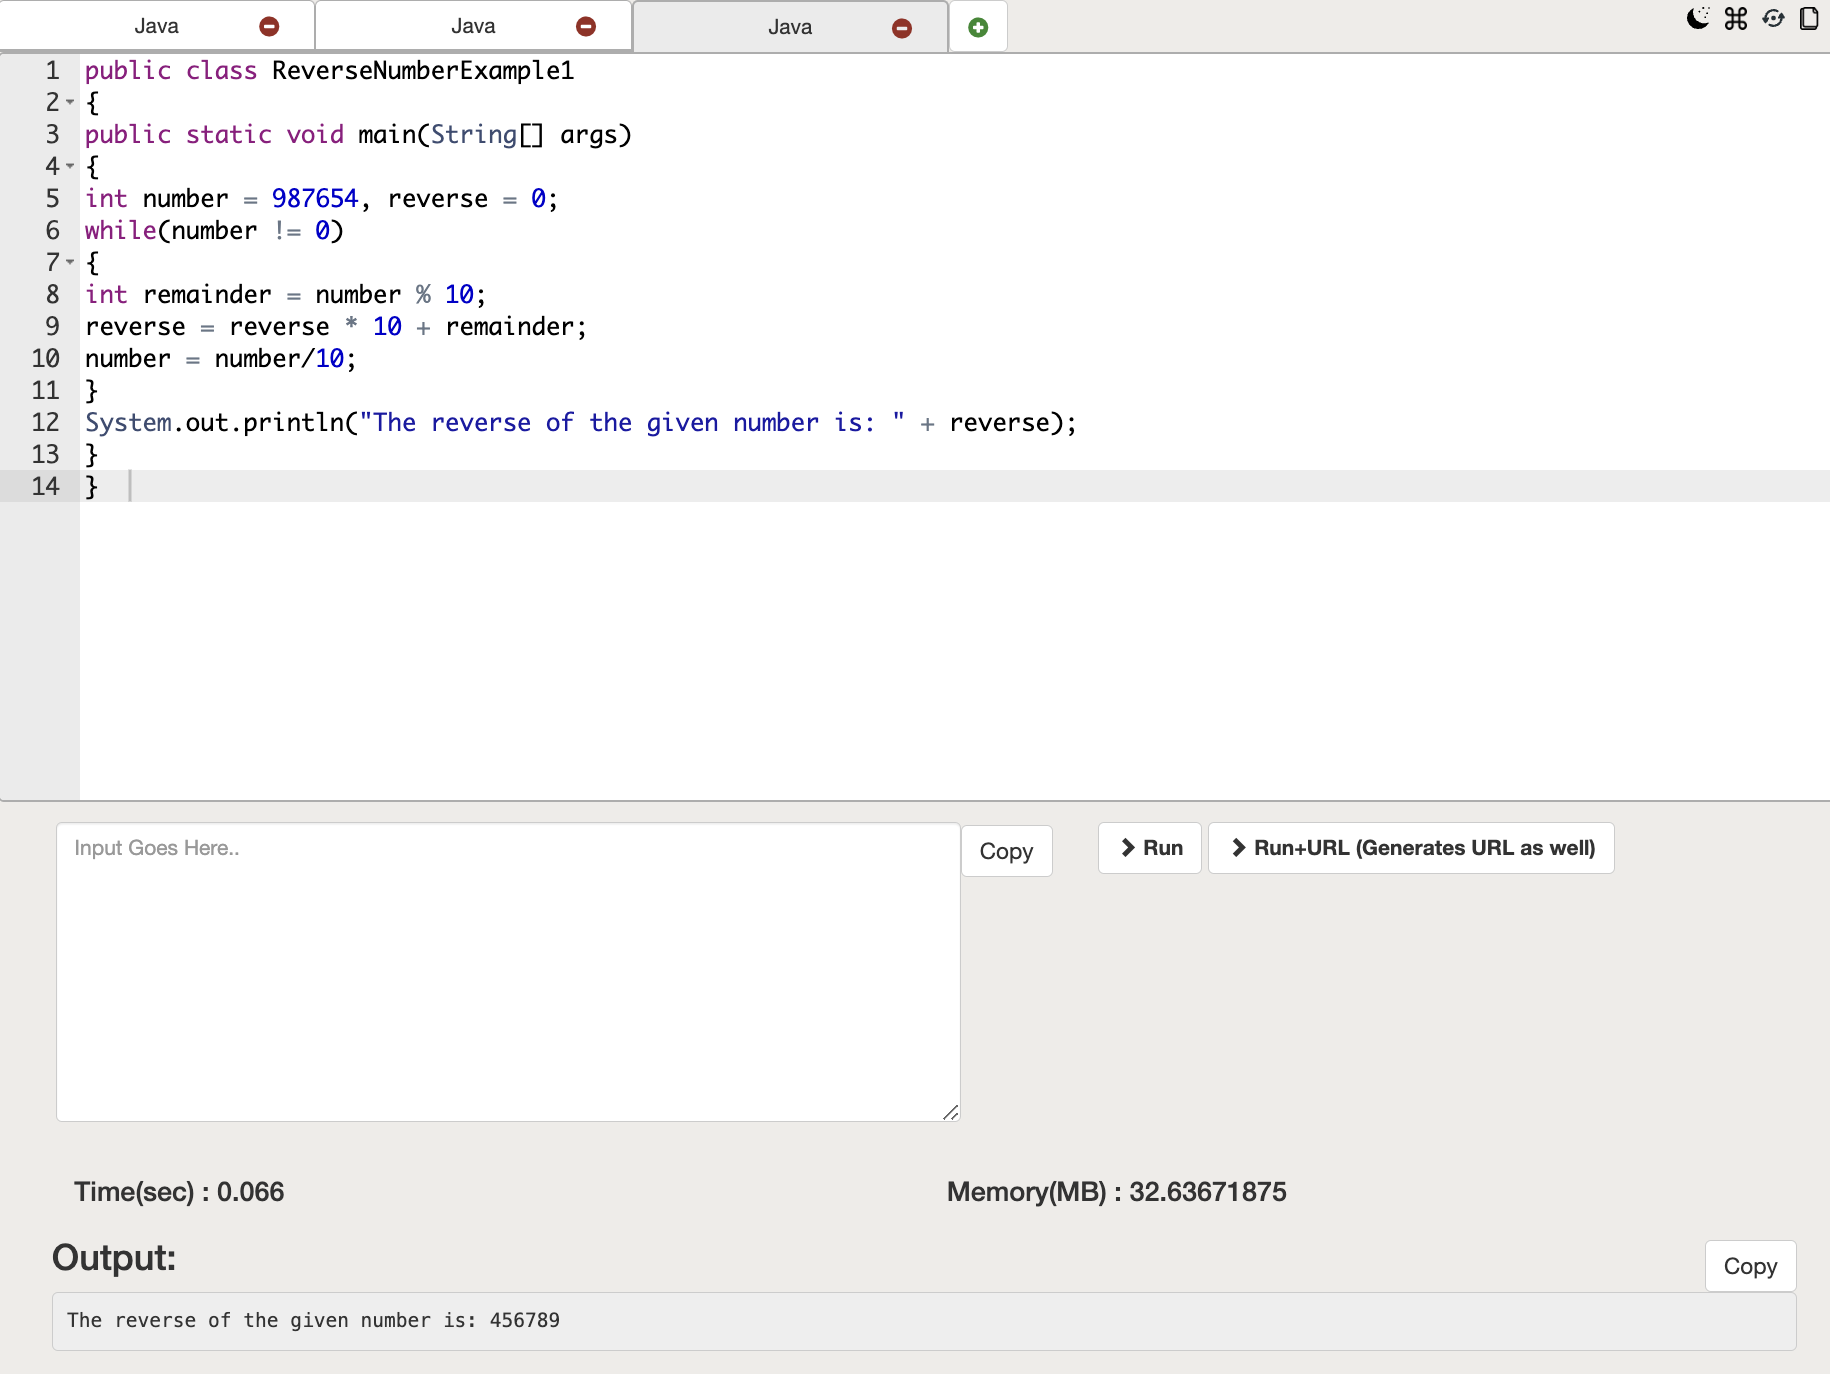 Java Java Java
1 public class ReverseNumberExample1
2 {
3 public static void main(String[] args)
4 {
5 int number = 987654, reverse = 0;
6 while(number != 0)
7 {
8 int remainder = number % 10;
9 reverse = reverse * 10 + remainder;
10 number = number/10;
11 }
12 System.out.println("The reverse of the given number is: " + reverse);
13 }
14 }
Input Goes Here..
Copy
Run
Run+URL (Generates URL as well)
Time(sec) : 0.066
Memory(MB) : 32.63671875
Output:
Copy
The reverse of the given number is: 456789